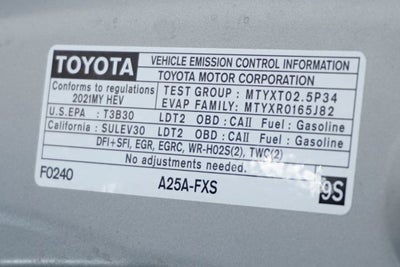 TOYOTA
VEHICLE EMISSION CONTROL INFORMATION
TOYOTA MOTOR CORPORATION
Conforms to regulations
2021MY HEV
TEST GROUP : MTYXT02.5P34
EVAP FAMILY: MTYXR0165J82
U.S.EPA : T3B30 LDT2 OBD : CAⅡ Fuel : Gasoline
California : SULEV30 LDT2 OBD : CAⅡ Fuel : Gasoline
DFI+SFI, EGR, EGRC, WR-HO2S(2), TWC(2)
No adjustments needed.
F0240 A25A-FXS 9S